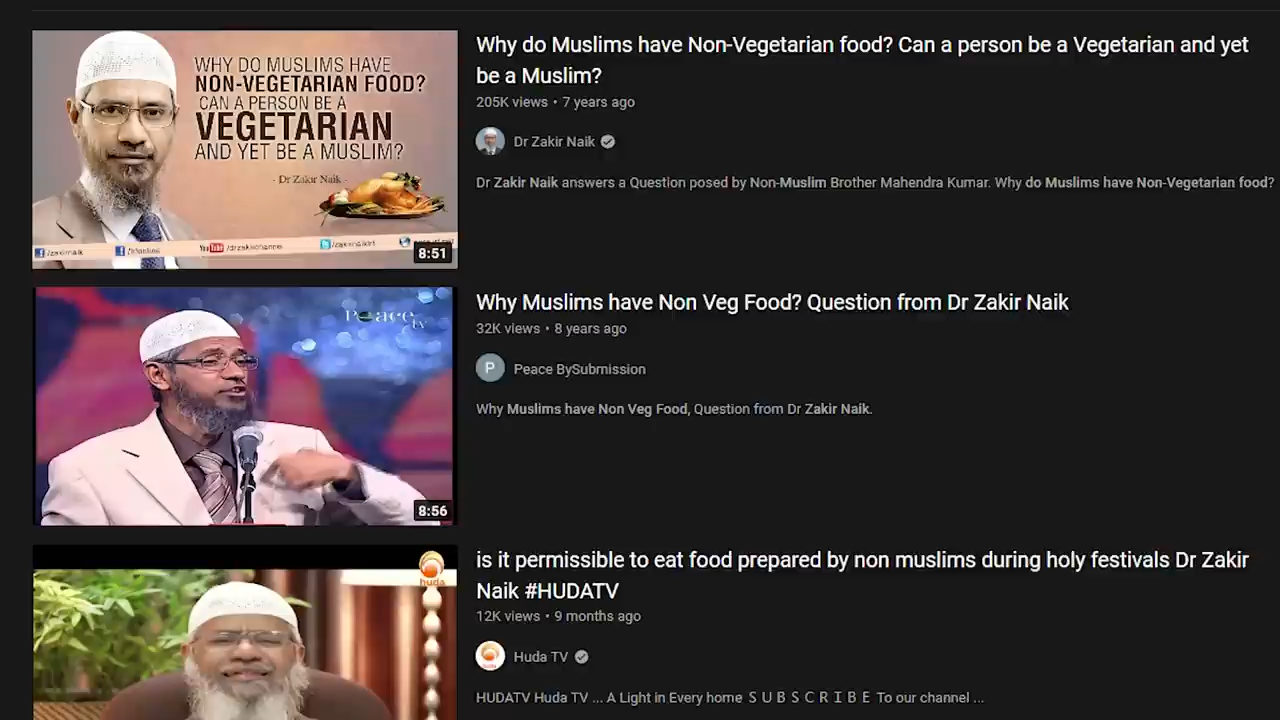 WHY DO MUSLIMS HAVE
NON-VEGETARIAN FOOD?
CAN A PERSON BE A
VEGETARIAN
AND YET BE A MUSLIM?
- Dr Zakir Naik -
8:51
Why do Muslims have Non-Vegetarian food? Can a person be a Vegetarian and yet
be a Muslim?
205K views • 7 years ago
Dr Zakir Naik
Dr Zakir Naik answers a Question posed by Non-Muslim Brother Mahendra Kumar. Why do Muslims have Non-Vegetarian food?
Peace
tv
8:56
Why Muslims have Non Veg Food? Question from Dr Zakir Naik
32K views • 8 years ago
P
Peace BySubmission
Why Muslims have Non Veg Food, Question from Dr Zakir Naik.
huda
is it permissible to eat food prepared by non muslims during holy festivals Dr Zakir
Naik #HUDATV
12K views • 9 months ago
Huda TV
HUDATV Huda TV ... A Light in Every home S U B S C R I B E To our channel ...